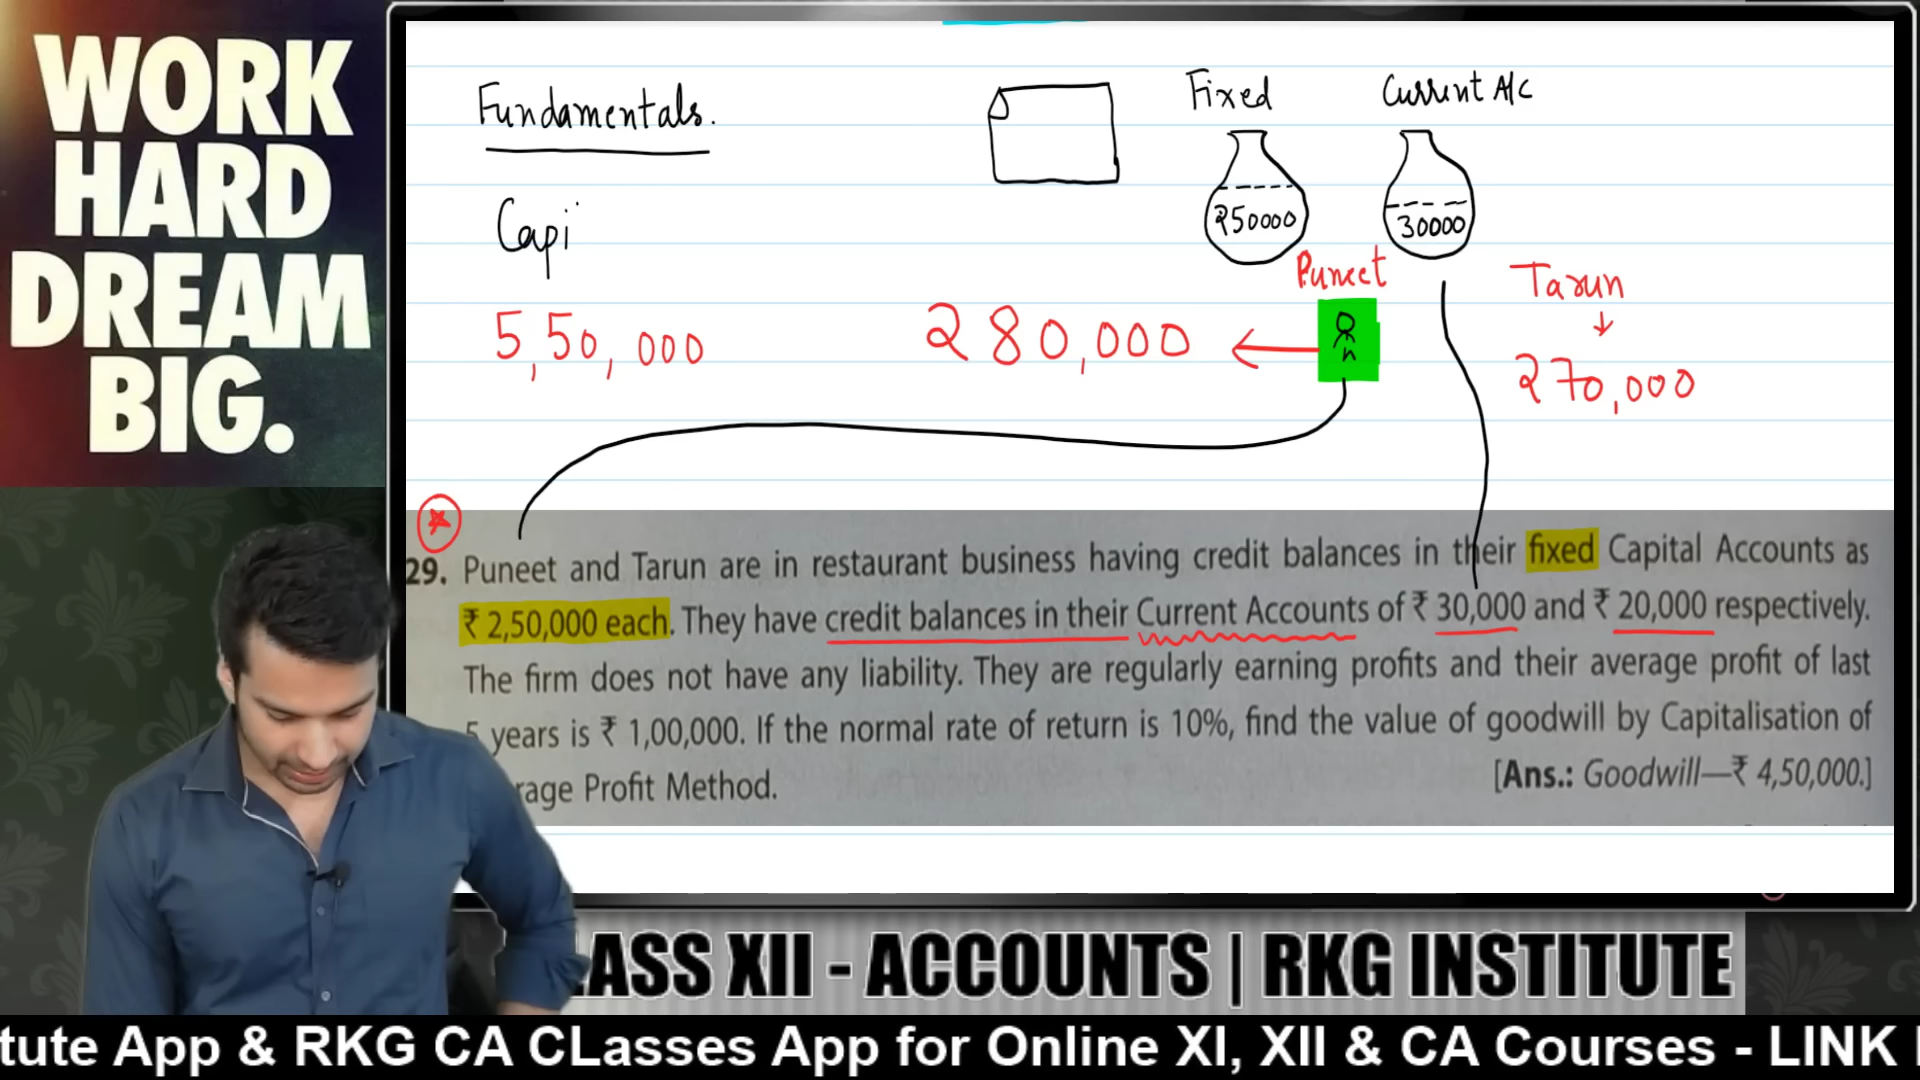 WORK
HARD
DREAM
BIG.
Fundamentals.
Fixed
Current A/C
250000
30000
Capi
Puneet
Tarun
5,50,000
280,000
270,000
29. Puneet and Tarun are in restaurant business having credit balances in their fixed Capital Accounts as
₹ 2,50,000 each. They have credit balances in their Current Accounts of ₹ 30,000 and ₹ 20,000 respectively.
The firm does not have any liability. They are regularly earning profits and their average profit of last
5 years is ₹ 1,00,000. If the normal rate of return is 10%, find the value of goodwill by Capitalisation of
rage Profit Method.
[Ans.: Goodwill—₹ 4,50,000.]
LASS XII - ACCOUNTS | RKG INSTITUTE
tute App & RKG CA CLasses App for Online XI, XII & CA Courses - LINK